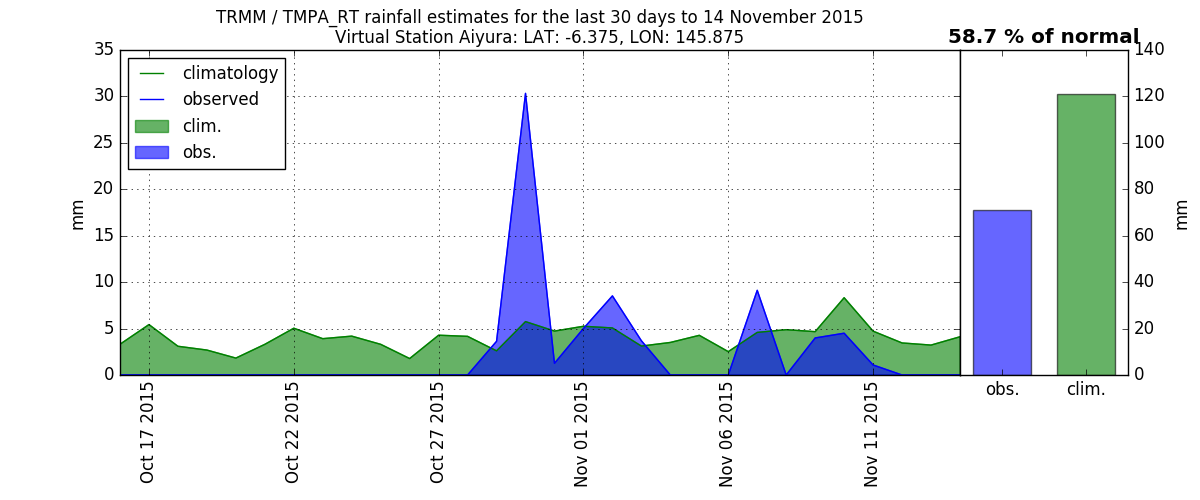 TRMM / TMPA_RT rainfall estimates for the last 30 days to 14 November 2015
Virtual Station Aiyura: LAT: -6.375, LON: 145.875
58.7 % of normal
climatology
observed
clim.
obs.
mm
35
30
25
20
15
10
5
0
Oct 17 2015
Oct 22 2015
Oct 27 2015
Nov 01 2015
Nov 06 2015
Nov 11 2015
140
120
100
80
60
40
20
0
mm
obs.
clim.